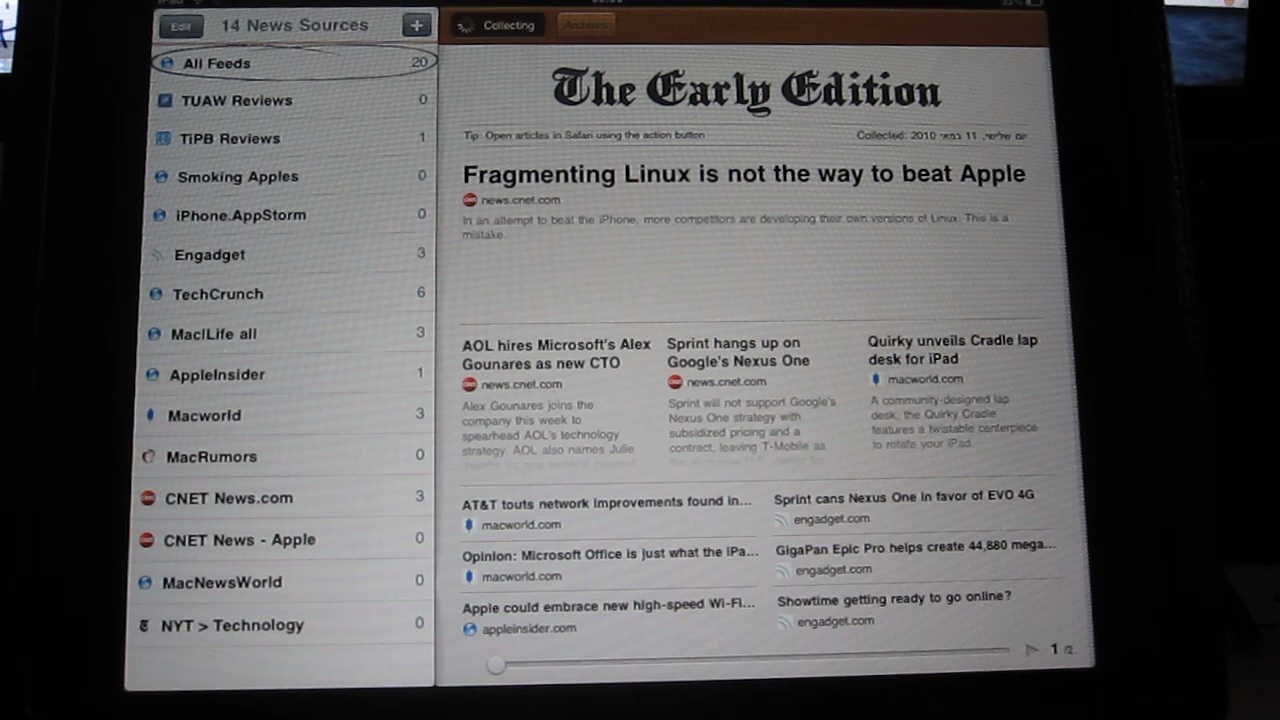 Edit
14 News Sources
+
All Feeds 20
TUAW Reviews 0
TiPB Reviews 1
Smoking Apples 0
iPhone.AppStorm 0
Engadget 3
TechCrunch 6
Mac|Life all 3
AppleInsider 1
Macworld 3
MacRumors 0
CNET News.com 3
CNET News - Apple 0
MacNewsWorld 0
NYT > Technology 0
Collecting
Archives
The Early Edition
Tip: Open articles in Safari using the action button
Collected: 2010 יום שלישי, 11 במאי
Fragmenting Linux is not the way to beat Apple
news.cnet.com
In an attempt to beat the iPhone, more competitors are developing their own versions of Linux. This is a
mistake.
AOL hires Microsoft's Alex
Gounares as new CTO
news.cnet.com
Alex Gounares joins the
company this week to
spearhead AOL's technology
strategy. AOL also names Julie
Sprint hangs up on
Google's Nexus One
news.cnet.com
Sprint will not support Google's
Nexus One strategy with
subsidized pricing and a
contract, leaving T-Mobile as
Quirky unveils Cradle lap
desk for iPad
macworld.com
A community-designed lap
desk, the Quirky Cradle
features a twistable centerpiece
to rotate your iPad.
AT&T touts network improvements found in...
macworld.com
Opinion: Microsoft Office is just what the iPa...
macworld.com
Apple could embrace new high-speed Wi-Fi...
appleinsider.com
Sprint cans Nexus One in favor of EVO 4G
engadget.com
GigaPan Epic Pro helps create 44,880 mega...
engadget.com
Showtime getting ready to go online?
engadget.com
1 /2